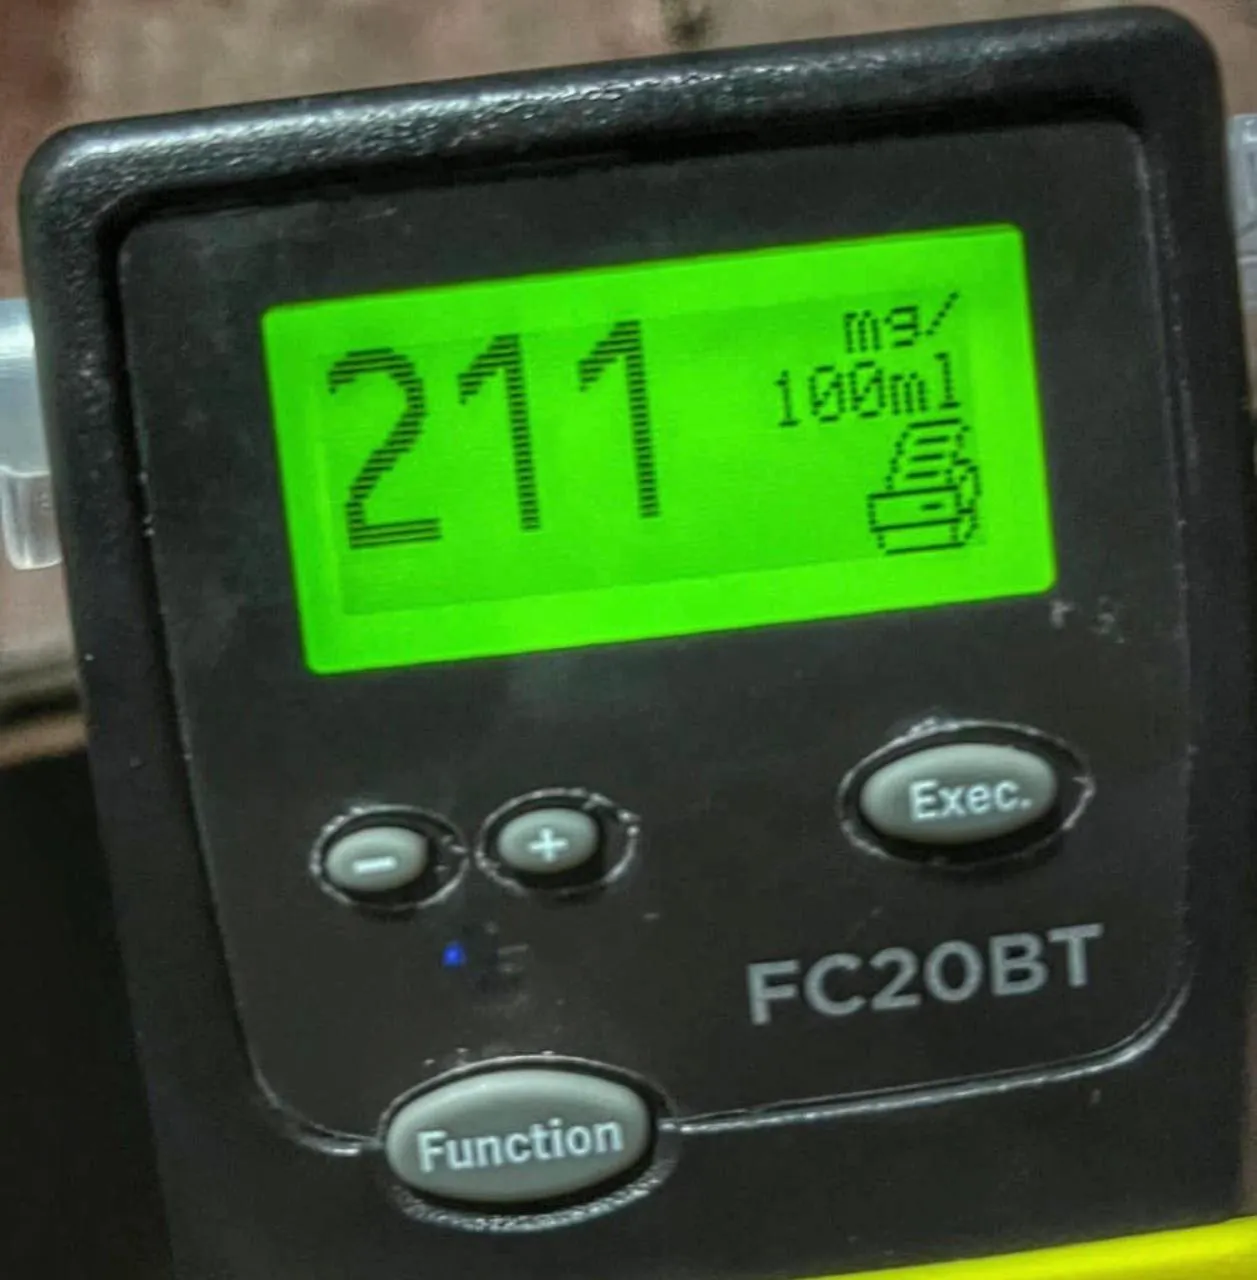 211
mg/
100ml
-
+
Exec.
FC20BT
Function